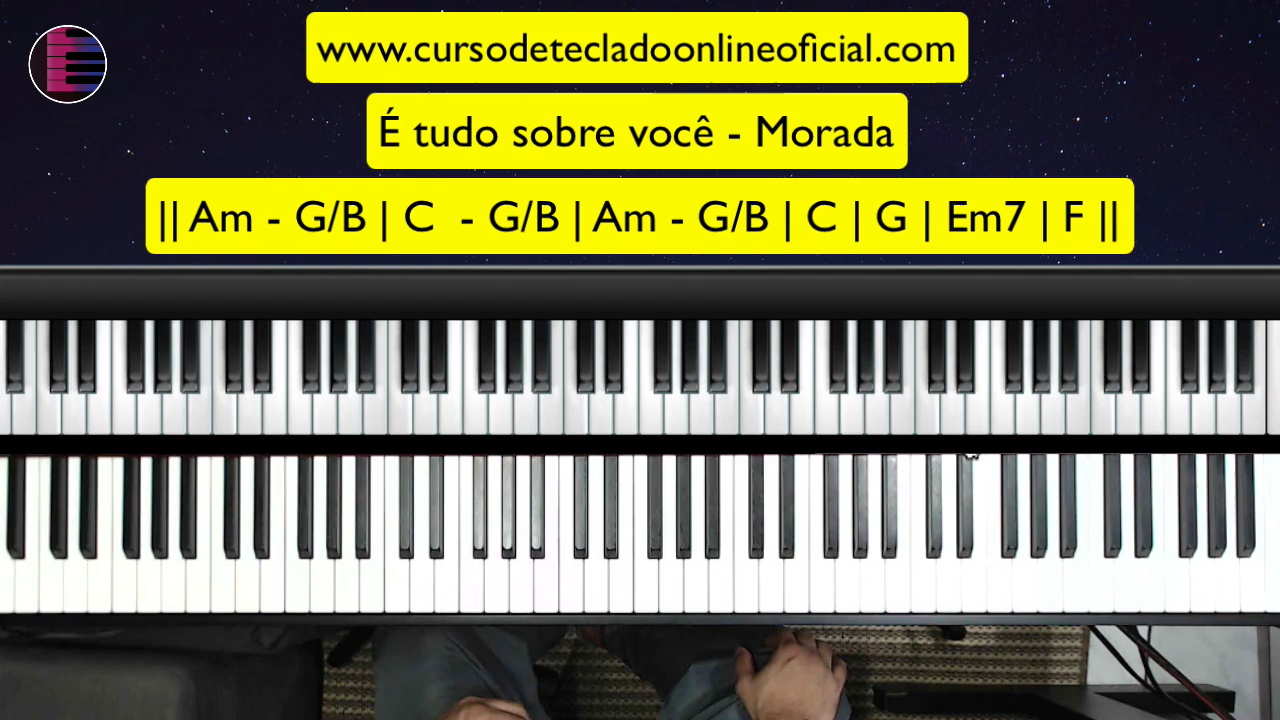 www.cursodetecladoonlineoficial.com
É tudo sobre você - Morada
|| Am - G/B | C - G/B | Am - G/B | C | G | Em7 | F ||